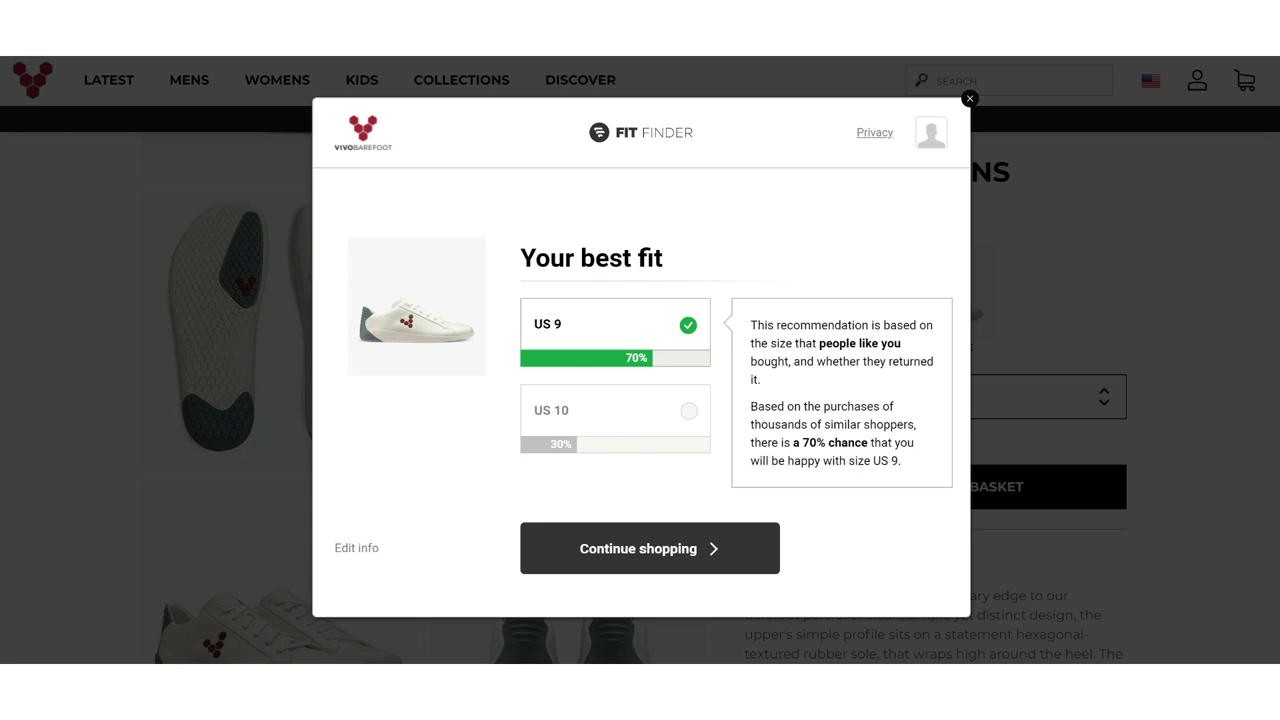 LATEST MENS WOMENS KIDS COLLECTIONS DISCOVER SEARCH
VIVOBAREFOOT
FIT FINDER
Privacy
NS
Your best fit
US 9
70%
US 10
30%
This recommendation is based on
the size that people like you
bought, and whether they returned
it.
Based on the purchases of
thousands of similar shoppers,
there is a 70% chance that you
will be happy with size US 9.
Edit info
Continue shopping
E
BASKET
ary edge to our
distinct design, the
upper's simple profile sits on a statement hexagonal-
textured rubber sole, that wraps high around the heel. The